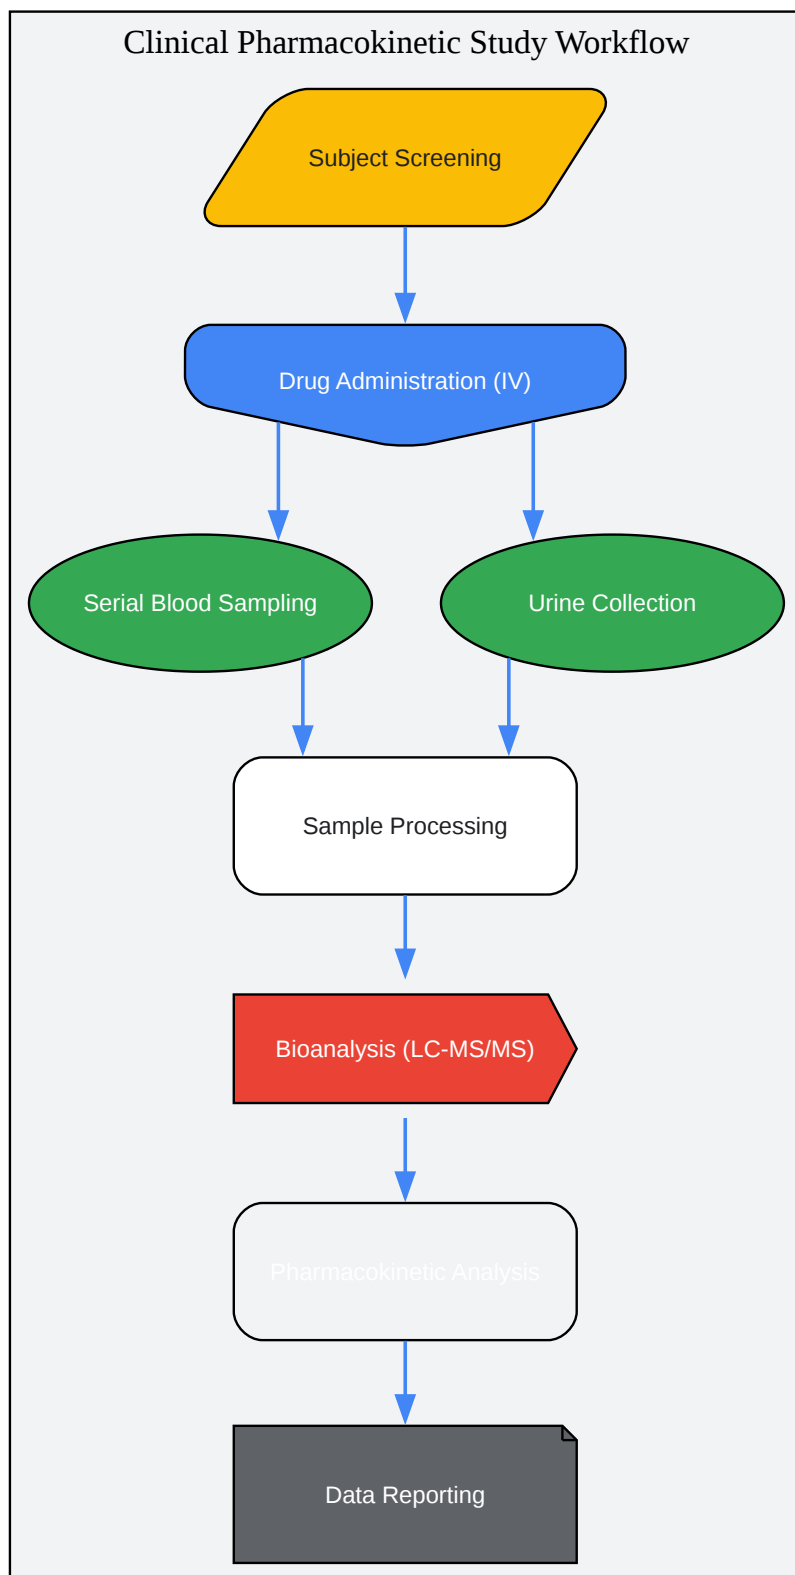 Clinical Pharmacokinetic Study Workflow
Subject Screening
Drug Administration (IV)
Serial Blood Sampling
Urine Collection
Sample Processing
Bioanalysis (LC-MS/MS)
Pharmacokinetic Analysis
Data Reporting